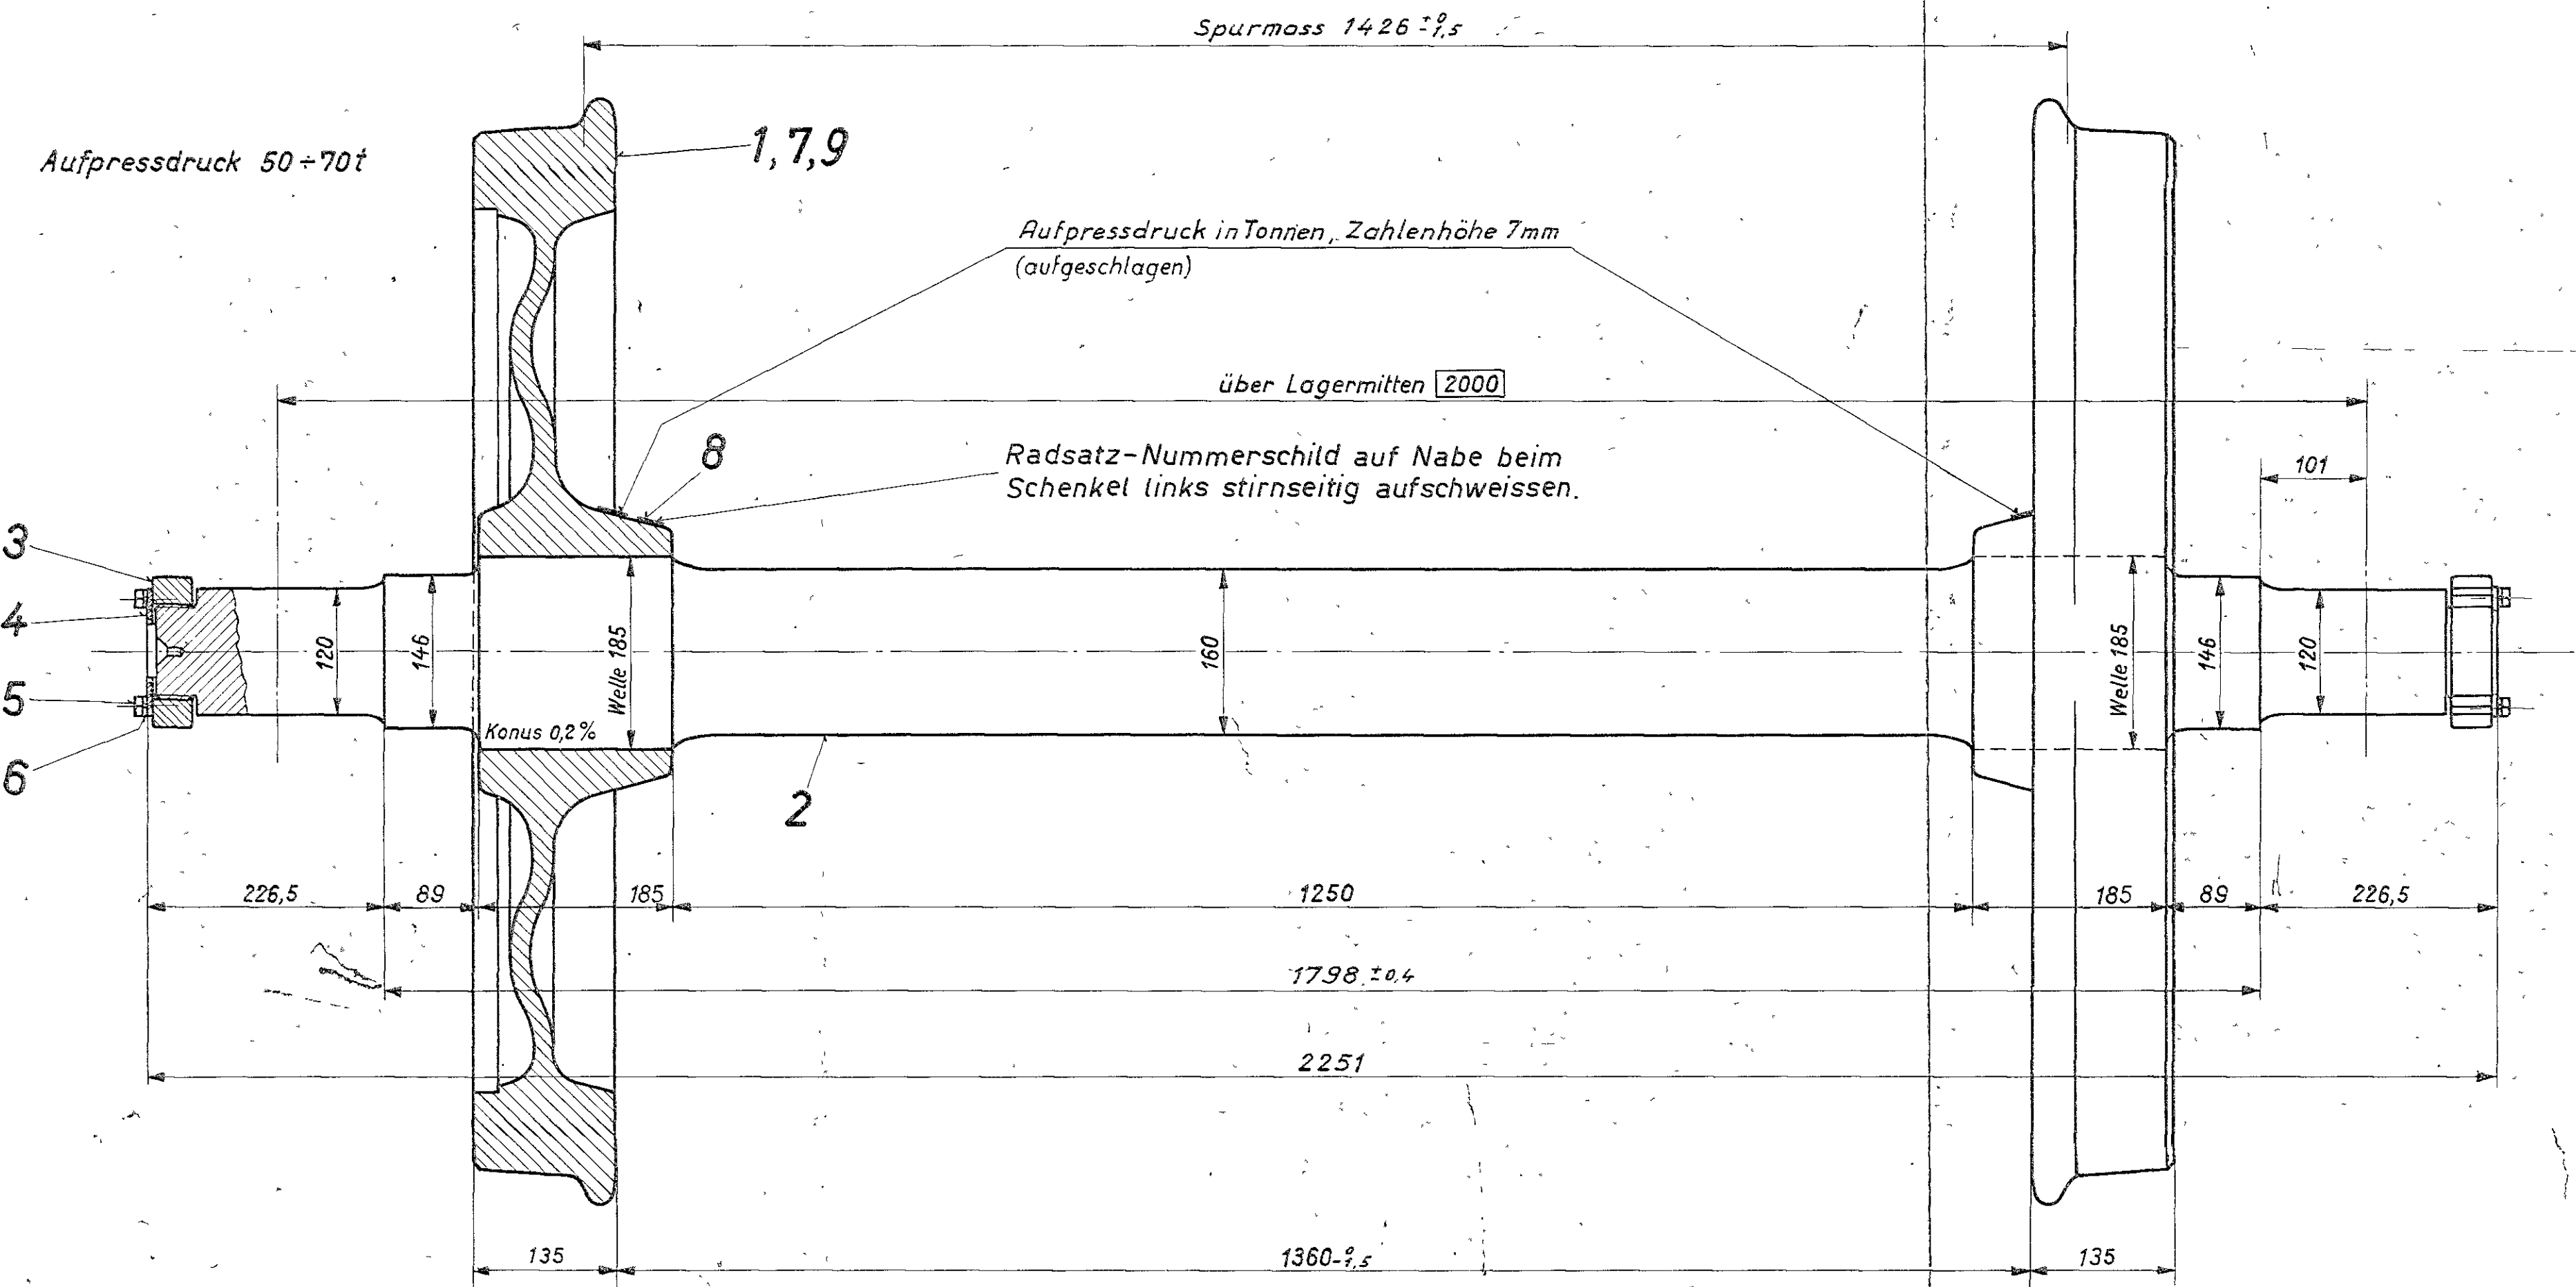 Spurmass 1426 ± 0 1,5
Aufpressdruck 50÷70t
1, 7, 9
Aufpressdruck in Tonnen, Zahlenhöhe 7mm
(aufgeschlagen)
über Lagermitten 2000
8
Radsatz-Nummerschild auf Nabe beim
Schenkel links stirnseitig aufschweissen.
101
3
4
5
6
120
146
Welle 185
160
Welle 185
146
120
Konus 0,2%
2
226,5
89
185
1250
185
89
226,5
1798 ±0,4
2251
135
1360 -0 1,5
135